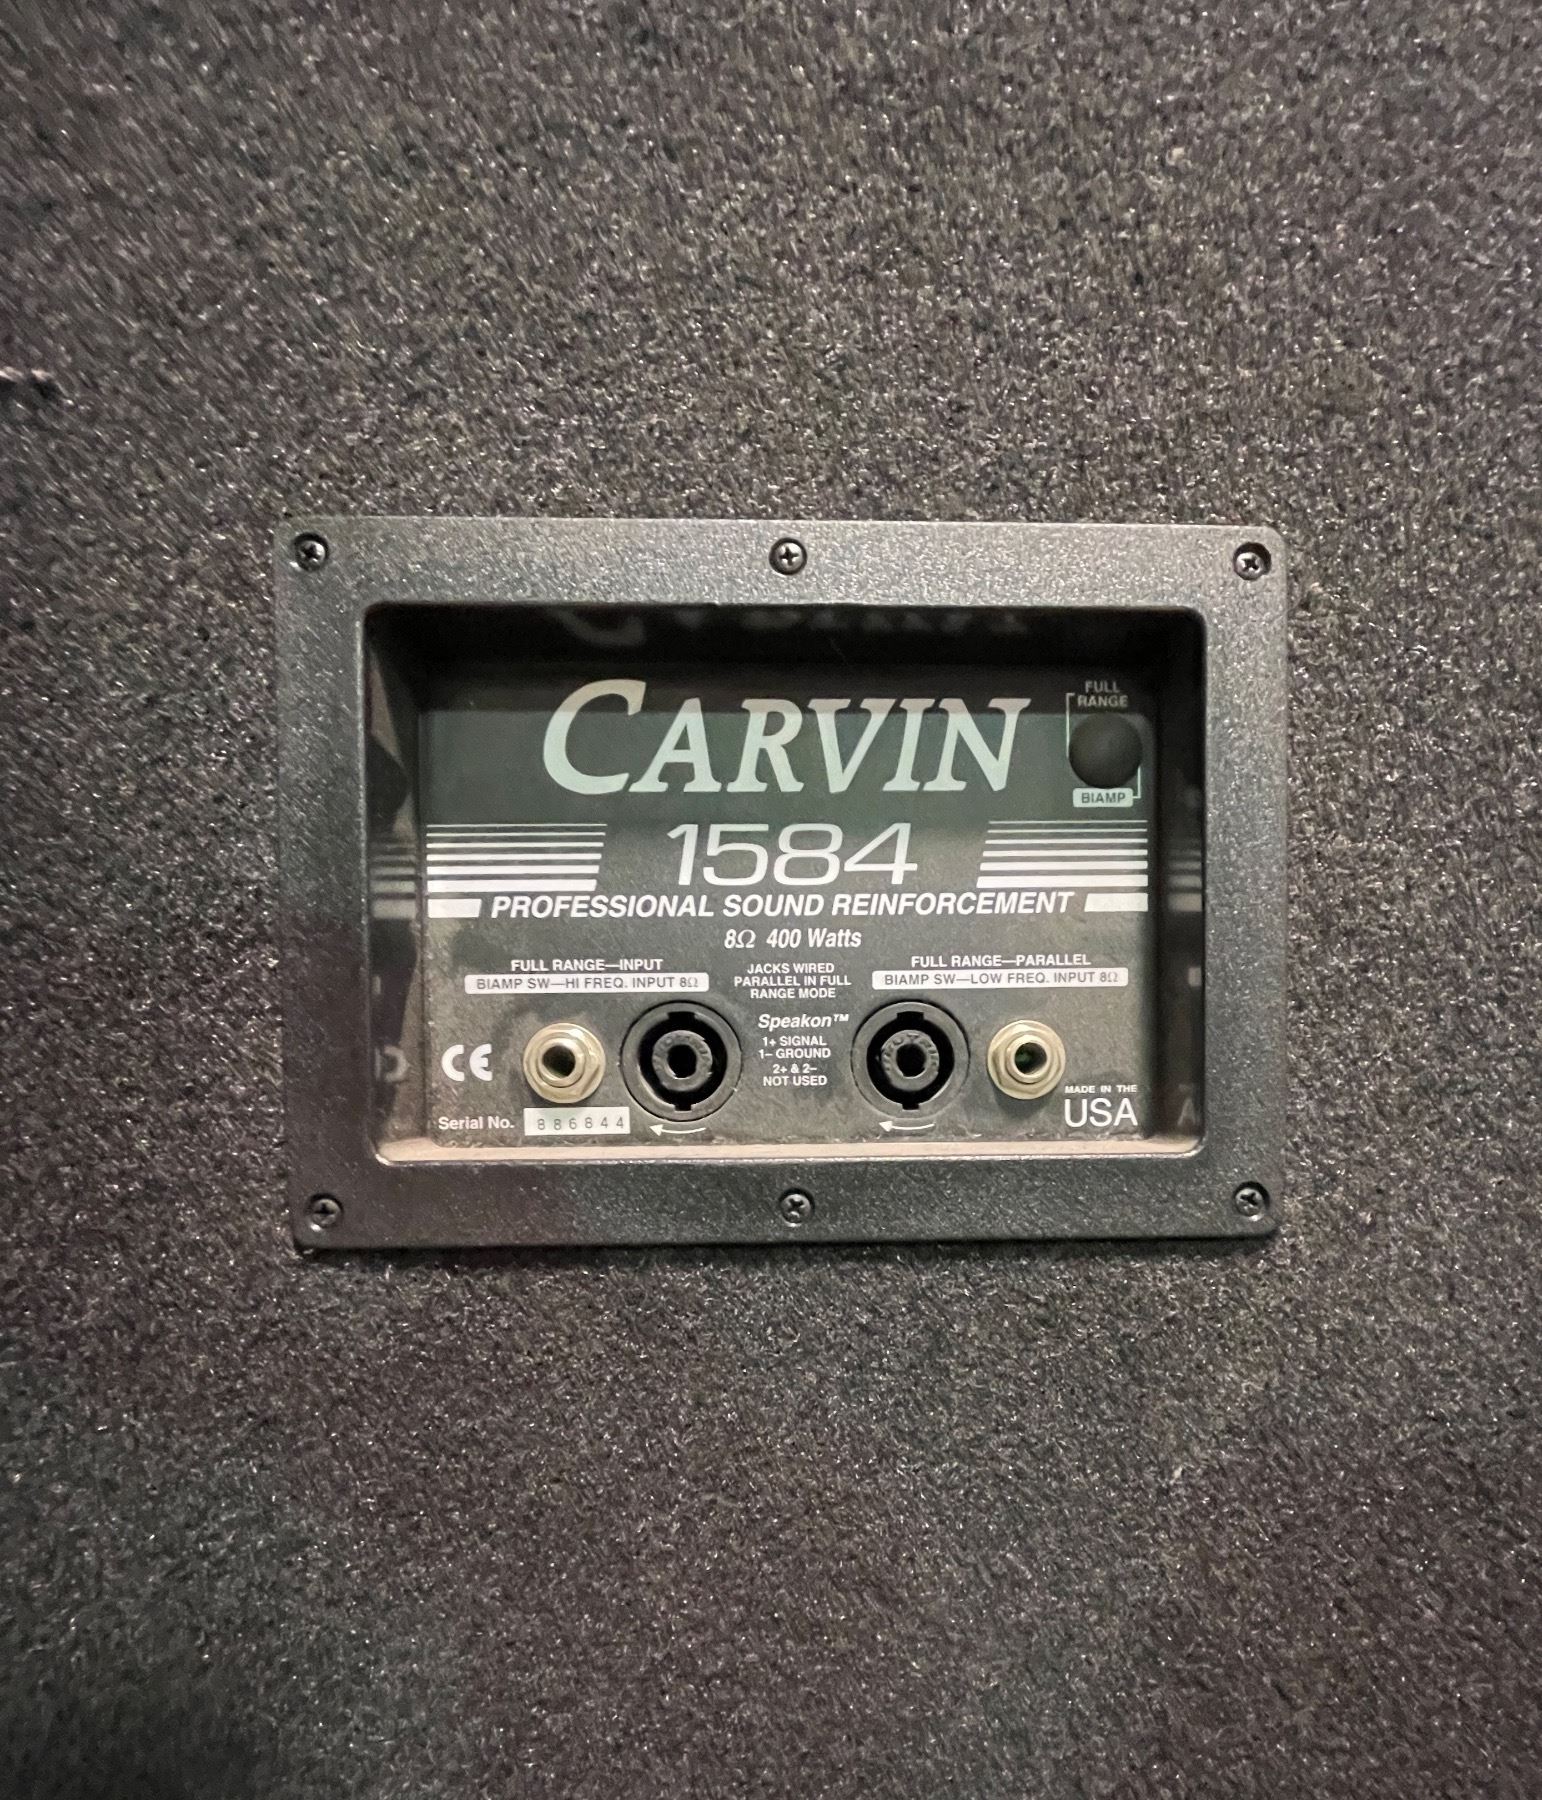 CARVIN
FULL
RANGE
BIAMP
1584
PROFESSIONAL SOUND REINFORCEMENT
8Ω 400 Watts
FULL RANGE—INPUT
BIAMP SW—HI FREQ. INPUT 8Ω
JACKS WIRED
PARALLEL IN FULL
RANGE MODE
FULL RANGE—PARALLEL
BIAMP SW—LOW FREQ. INPUT 8Ω
Speakon™
1+ SIGNAL
1– GROUND
2+ & 2–
NOT USED
CE
Serial No. 886844
MADE IN THE
USA